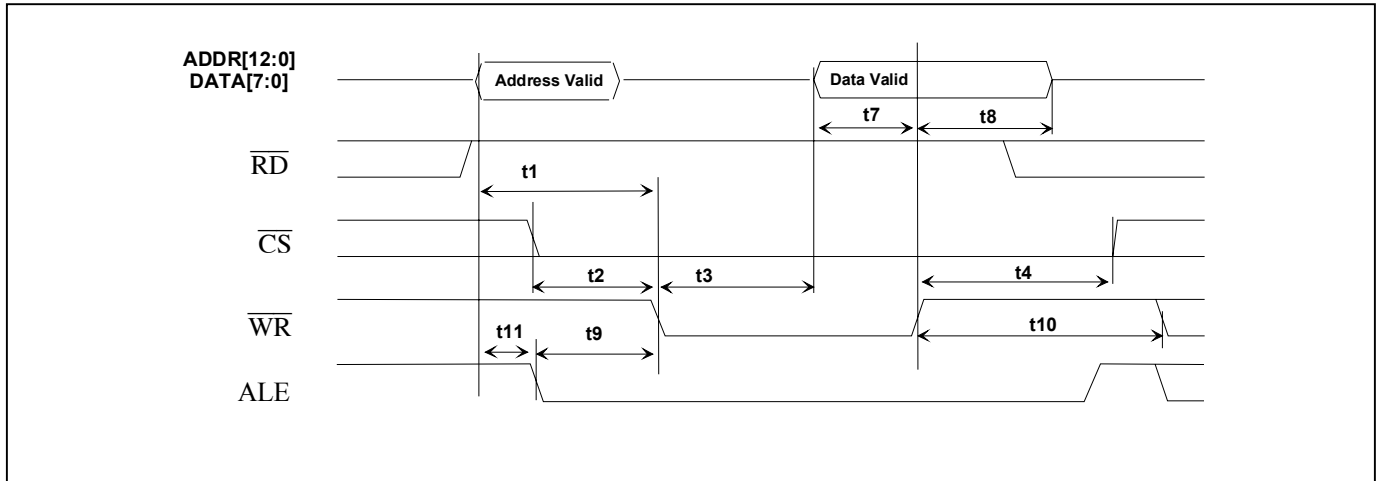 ADDR[12:0]
DATA[7:0]
Address Valid
Data Valid
t7
t8
RD
t1
CS
t2
t3
t4
WR
t11
t9
t10
ALE